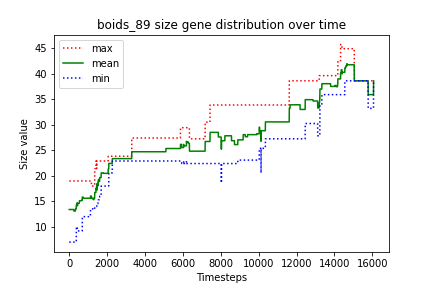 boids_89 size gene distribution over time
max
mean
min
Size value
45
40
35
30
25
20
15
10
0 2000 4000 6000 8000 10000 12000 14000 16000
Timesteps